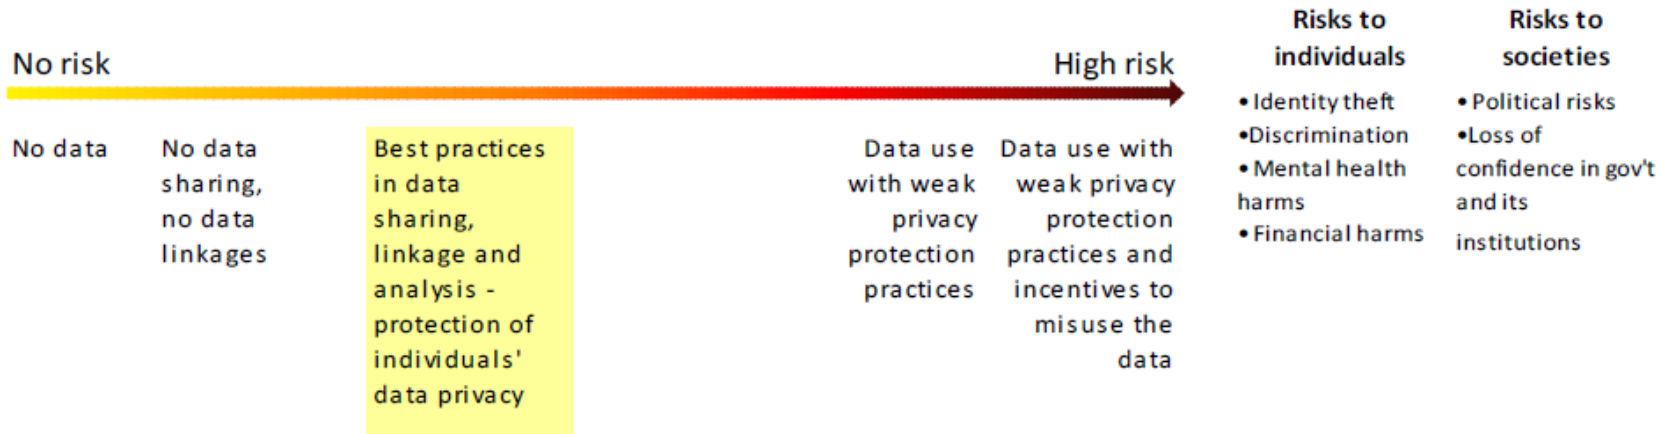 No risk
High risk
No data
No data
sharing,
no data
linkages
Best practices
in data
sharing,
linkage and
analysis -
protection of
individuals'
data privacy
Data use
with weak
privacy
protection
practices
Data use with
weak privacy
protection
practices and
incentives to
misuse the
data
Risks to
individuals
• Identity theft
•Discrimination
• Mental health
harms
• Financial harms
Risks to
societies
• Political risks
•Loss of
confidence in gov't
and its
institutions